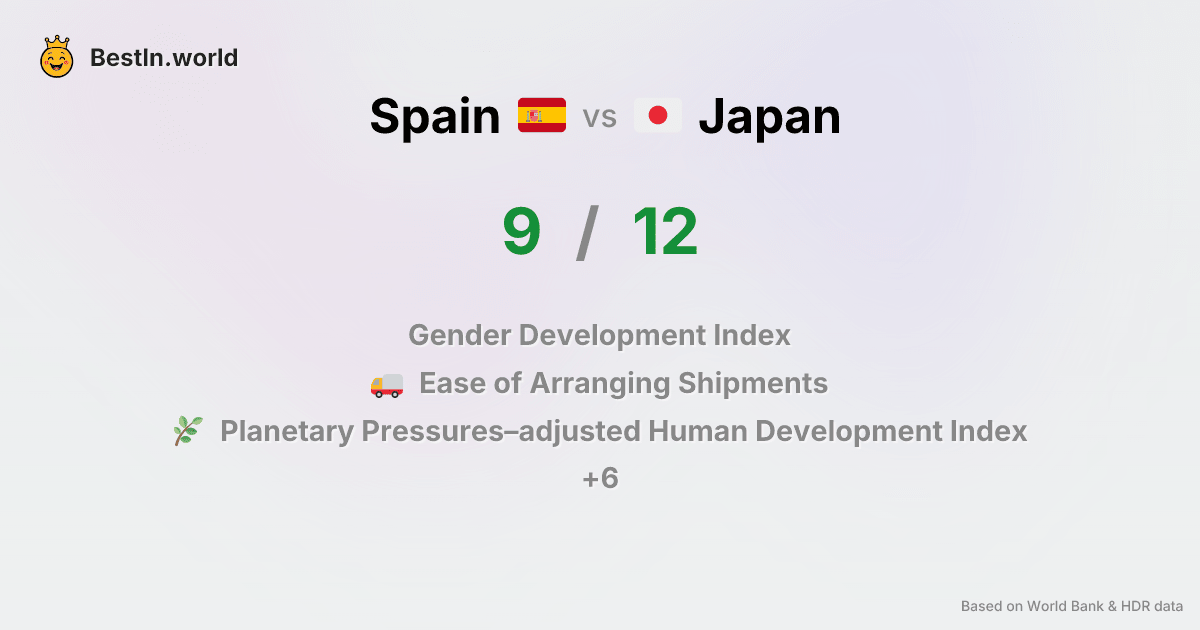 BestIn.world
Spain vs Japan
9 / 12
Gender Development Index
Ease of Arranging Shipments
Planetary Pressures–adjusted Human Development Index
+6
Based on World Bank & HDR data